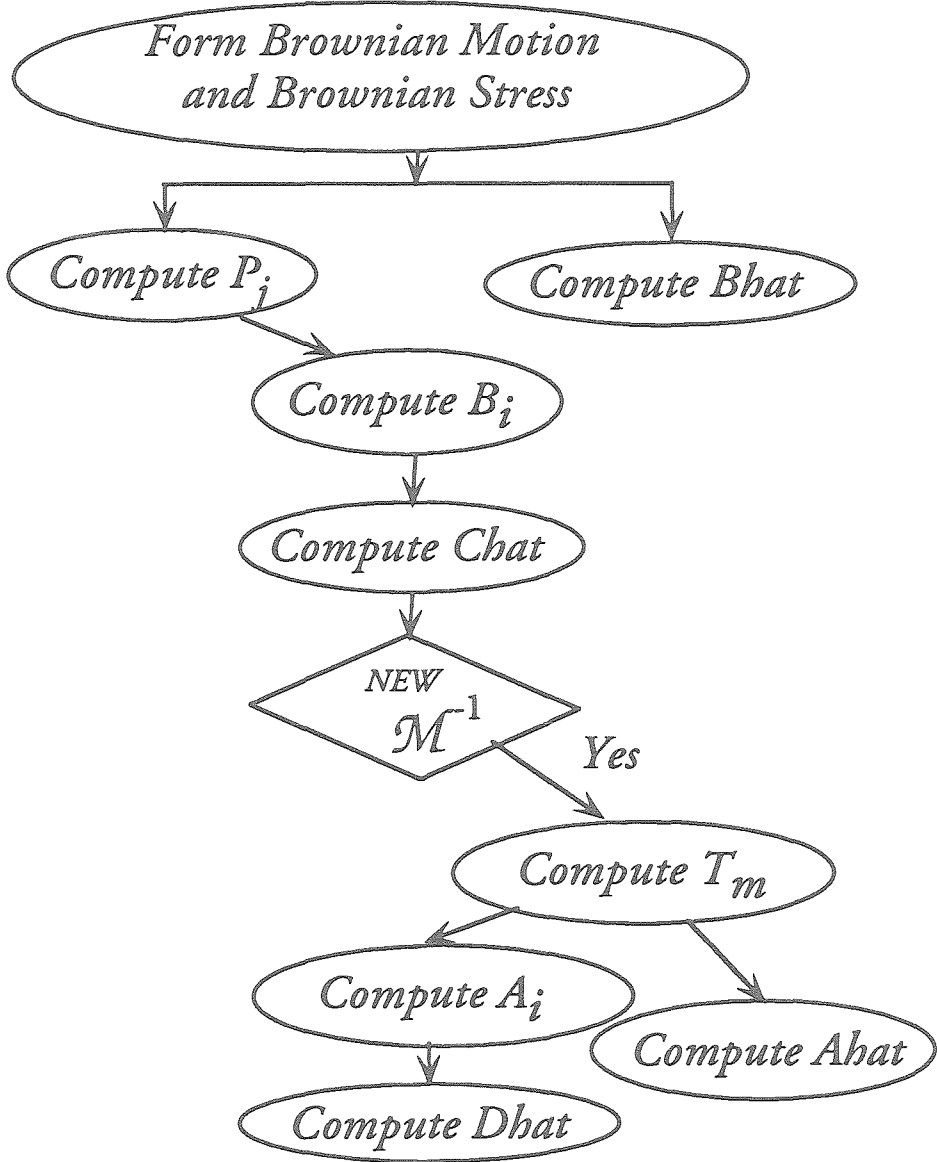 Form Brownian Motion
and Brownian Stress
Compute P_j
Compute Bhat
Compute B_i
Compute Chat
NEW
ℳ^-1
Yes
Compute T_m
Compute A_i
Compute Ahat
Compute Dhat